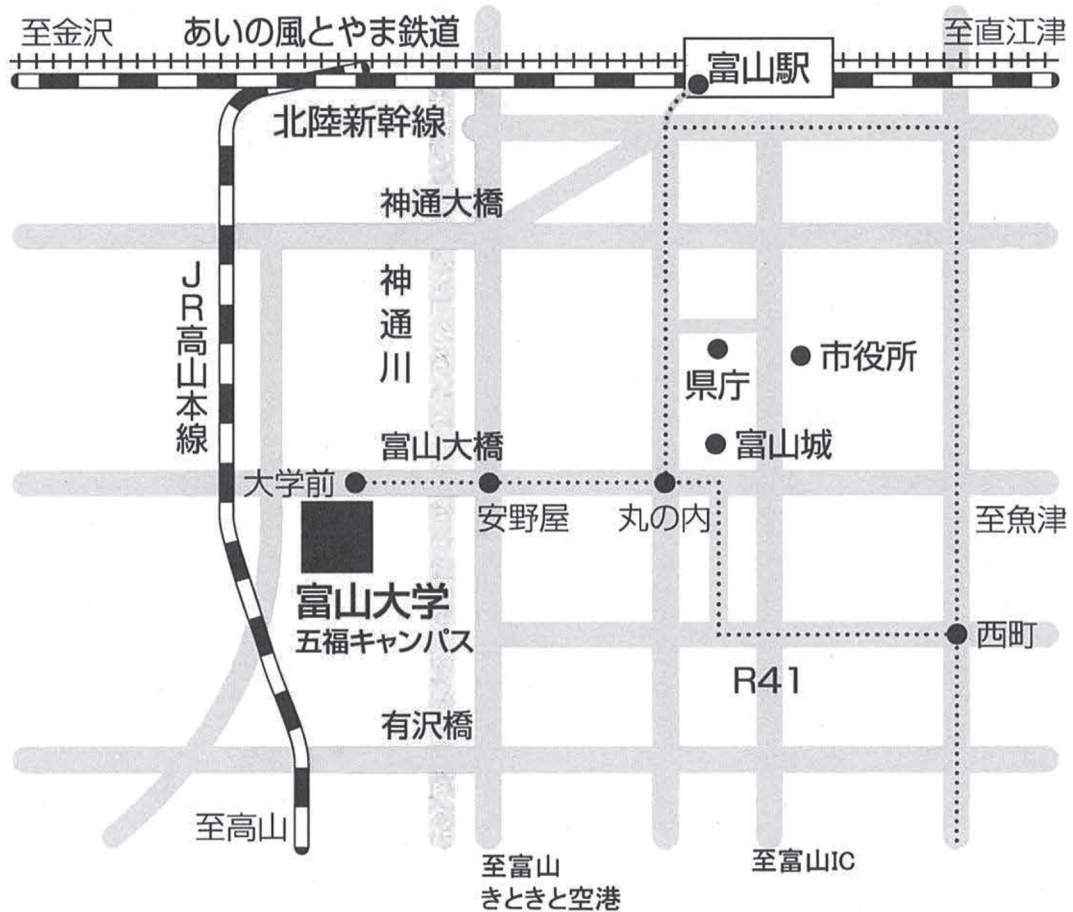 至金沢
あいの風とやま鉄道
至直江津
富山駅
北陸新幹線
神通大橋
JR高山本線
神通川
県庁
市役所
富山大橋
富山城
大学前
安野屋
丸の内
至魚津
富山大学
五福キャンパス
西町
R41
有沢橋
至高山
至富山
きときと空港
至富山IC